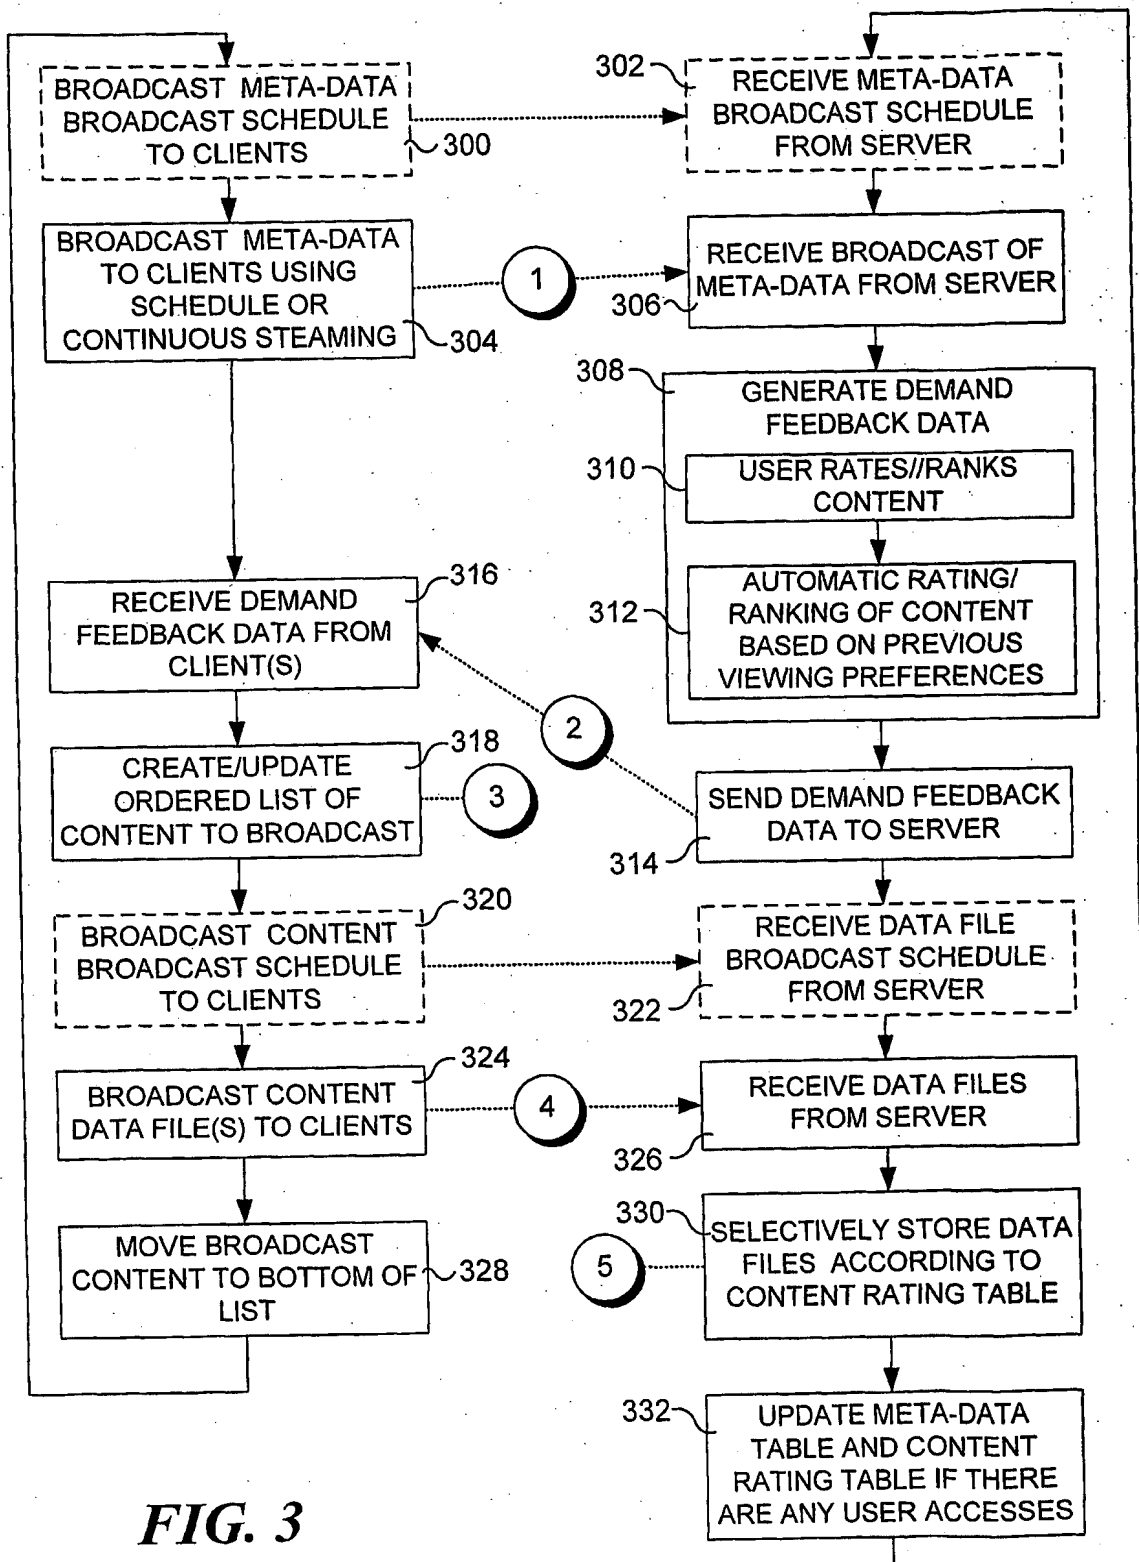 BROADCAST META-DATA
BROADCAST SCHEDULE
TO CLIENTS
300
302
RECEIVE META-DATA
BROADCAST SCHEDULE
FROM SERVER
BROADCAST META-DATA
TO CLIENTS USING
SCHEDULE OR
CONTINUOUS STEAMING
304
1
RECEIVE BROADCAST OF
META-DATA FROM SERVER
306
308
GENERATE DEMAND
FEEDBACK DATA
310
USER RATES//RANKS
CONTENT
312
AUTOMATIC RATING/
RANKING OF CONTENT
BASED ON PREVIOUS
VIEWING PREFERENCES
316
RECEIVE DEMAND
FEEDBACK DATA FROM
CLIENT(S)
2
318
CREATE/UPDATE
ORDERED LIST OF
CONTENT TO BROADCAST
3
SEND DEMAND FEEDBACK
DATA TO SERVER
314
320
BROADCAST CONTENT
BROADCAST SCHEDULE
TO CLIENTS
RECEIVE DATA FILE
BROADCAST SCHEDULE
FROM SERVER
322
324
BROADCAST CONTENT
DATA FILE(S) TO CLIENTS
4
RECEIVE DATA FILES
FROM SERVER
326
MOVE BROADCAST
CONTENT TO BOTTOM OF
LIST
328
330
5
SELECTIVELY STORE DATA
FILES ACCORDING TO
CONTENT RATING TABLE
332
UPDATE META-DATA
TABLE AND CONTENT
RATING TABLE IF THERE
ARE ANY USER ACCESSES
FIG. 3